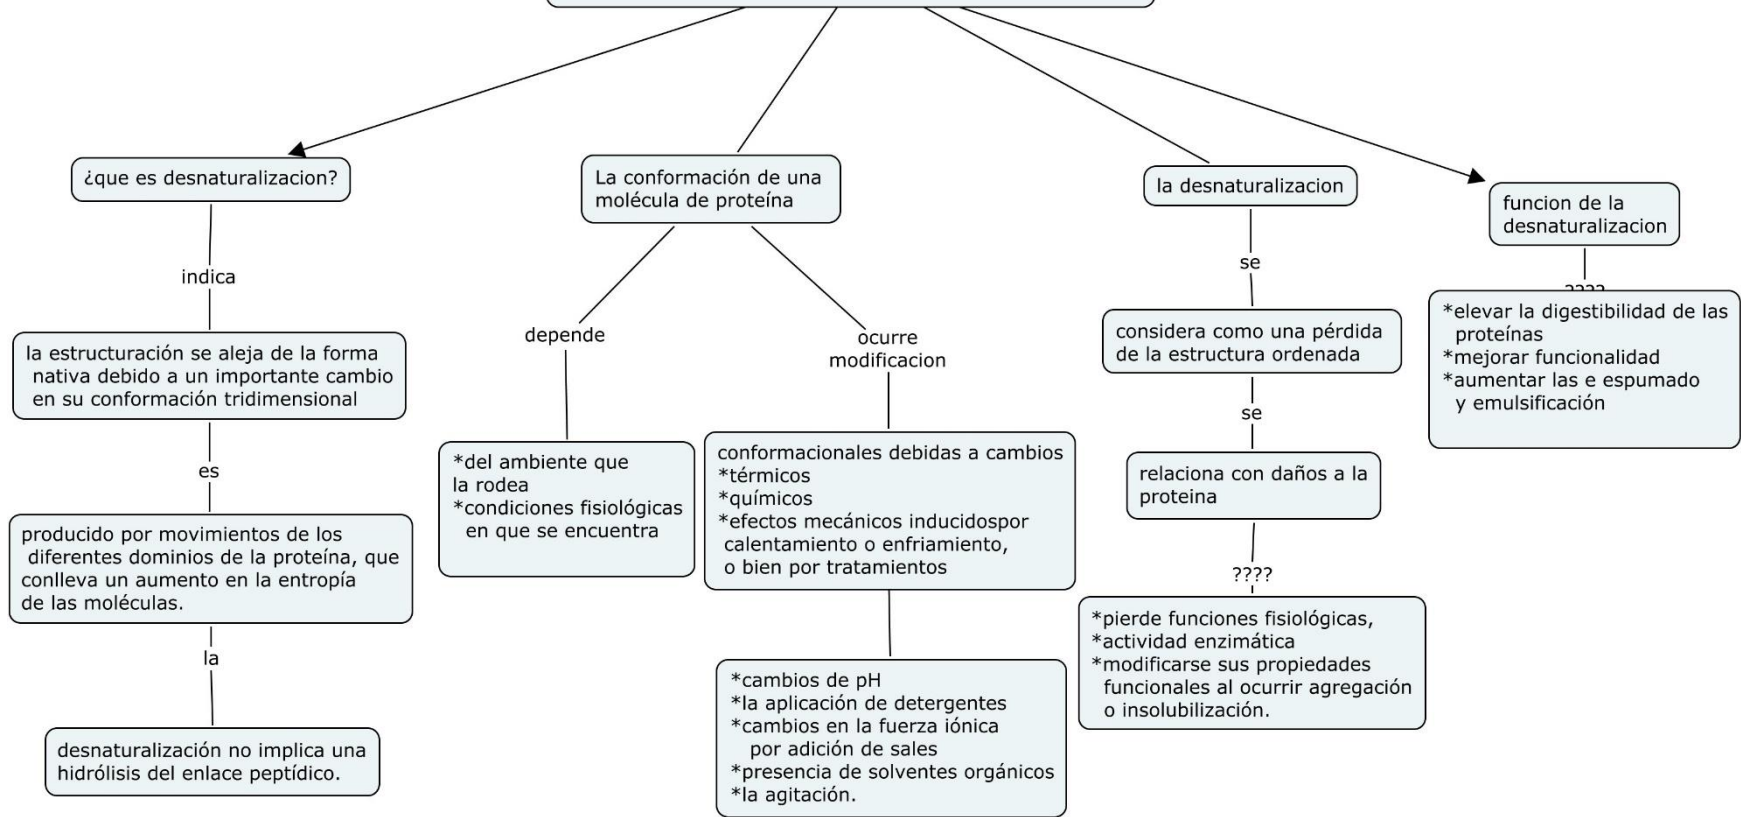 ¿que es desnaturalizacion?
indica
la estructuración se aleja de la forma
nativa debido a un importante cambio
en su conformación tridimensional
es
producido por movimientos de los
diferentes dominios de la proteína, que
conlleva un aumento en la entropía
de las moléculas.
la
desnaturalización no implica una
hidrólisis del enlace peptídico.
La conformación de una
molécula de proteína
depende
*del ambiente que
la rodea
*condiciones fisiológicas
en que se encuentra
ocurre
modificacion
conformacionales debidas a cambios
*térmicos
*químicos
*efectos mecánicos inducidospor
calentamiento o enfriamiento,
o bien por tratamientos
*cambios de pH
*la aplicación de detergentes
*cambios en la fuerza iónica
por adición de sales
*presencia de solventes orgánicos
*la agitación.
la desnaturalizacion
se
considera como una pérdida
de la estructura ordenada
se
relaciona con daños a la
proteina
????
*pierde funciones fisiológicas,
*actividad enzimática
*modificarse sus propiedades
funcionales al ocurrir agregación
o insolubilización.
funcion de la
desnaturalizacion
????
*elevar la digestibilidad de las
proteínas
*mejorar funcionalidad
*aumentar las e espumado
y emulsificación